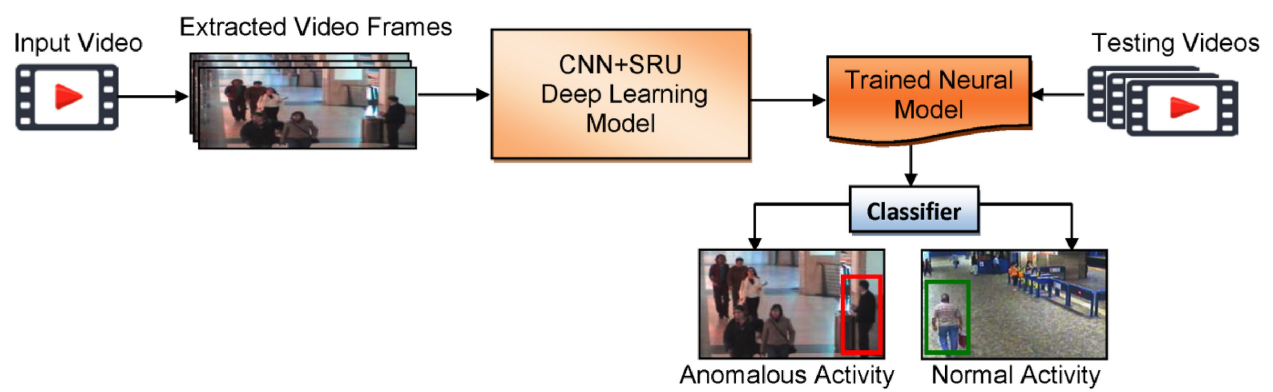 Input Video
Extracted Video Frames
CNN+SRU
Deep Learning
Model
Trained Neural
Model
Testing Videos
Classifier
Anomalous Activity
Normal Activity